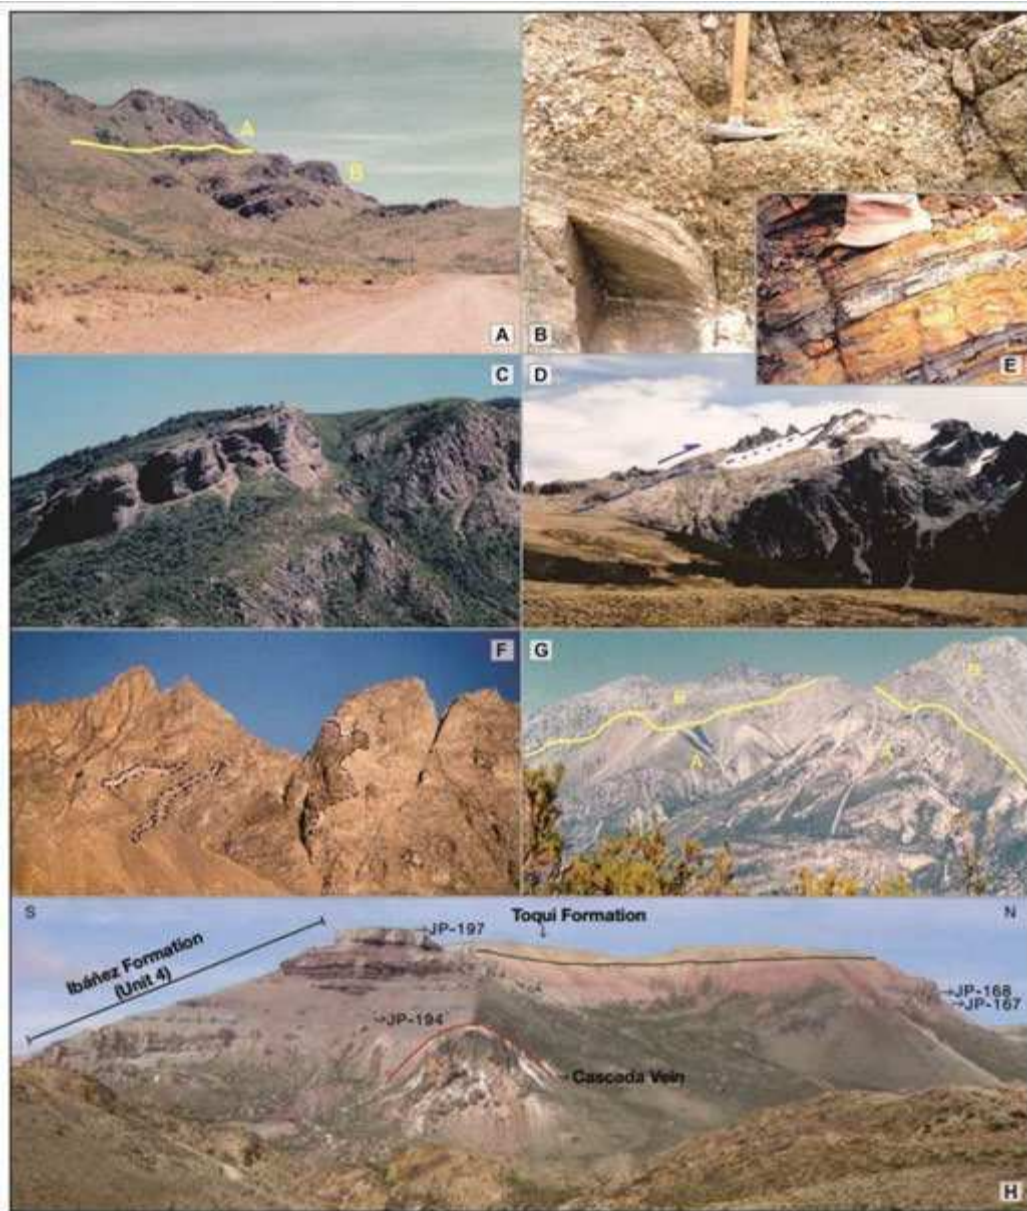 A
B
A
B
E
C
D
F
G
B
B
A
A
S
N
Toqui Formation
JP-197
Ibáñez Formation
(Unit 4)
JP-168
JP-167
JP-194
Cascada Vein
H